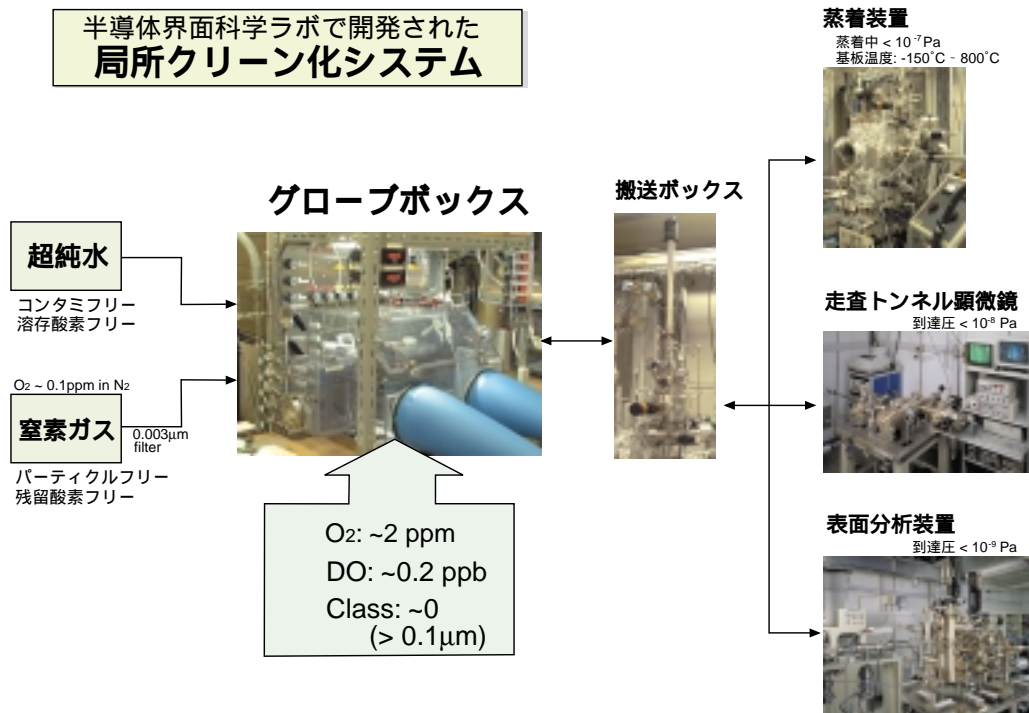 半導体界面科学ラボで開発された
局所クリーン化システム
グローブボックス
搬送ボックス
超純水
コンタミフリー
溶存酸素フリー
O2 ~ 0.1ppm in N2
窒素ガス
0.003μm
filter
パーティクルフリー
残留酸素フリー
O2: ~2 ppm
DO: ~0.2 ppb
Class: ~0
(> 0.1μm)
蒸着装置
蒸着中 < 10⁻⁷Pa
基板温度: -150˚C - 800˚C
走査トンネル顕微鏡
到達圧 < 10⁻⁸ Pa
表面分析装置
到達圧 < 10⁻⁹ Pa